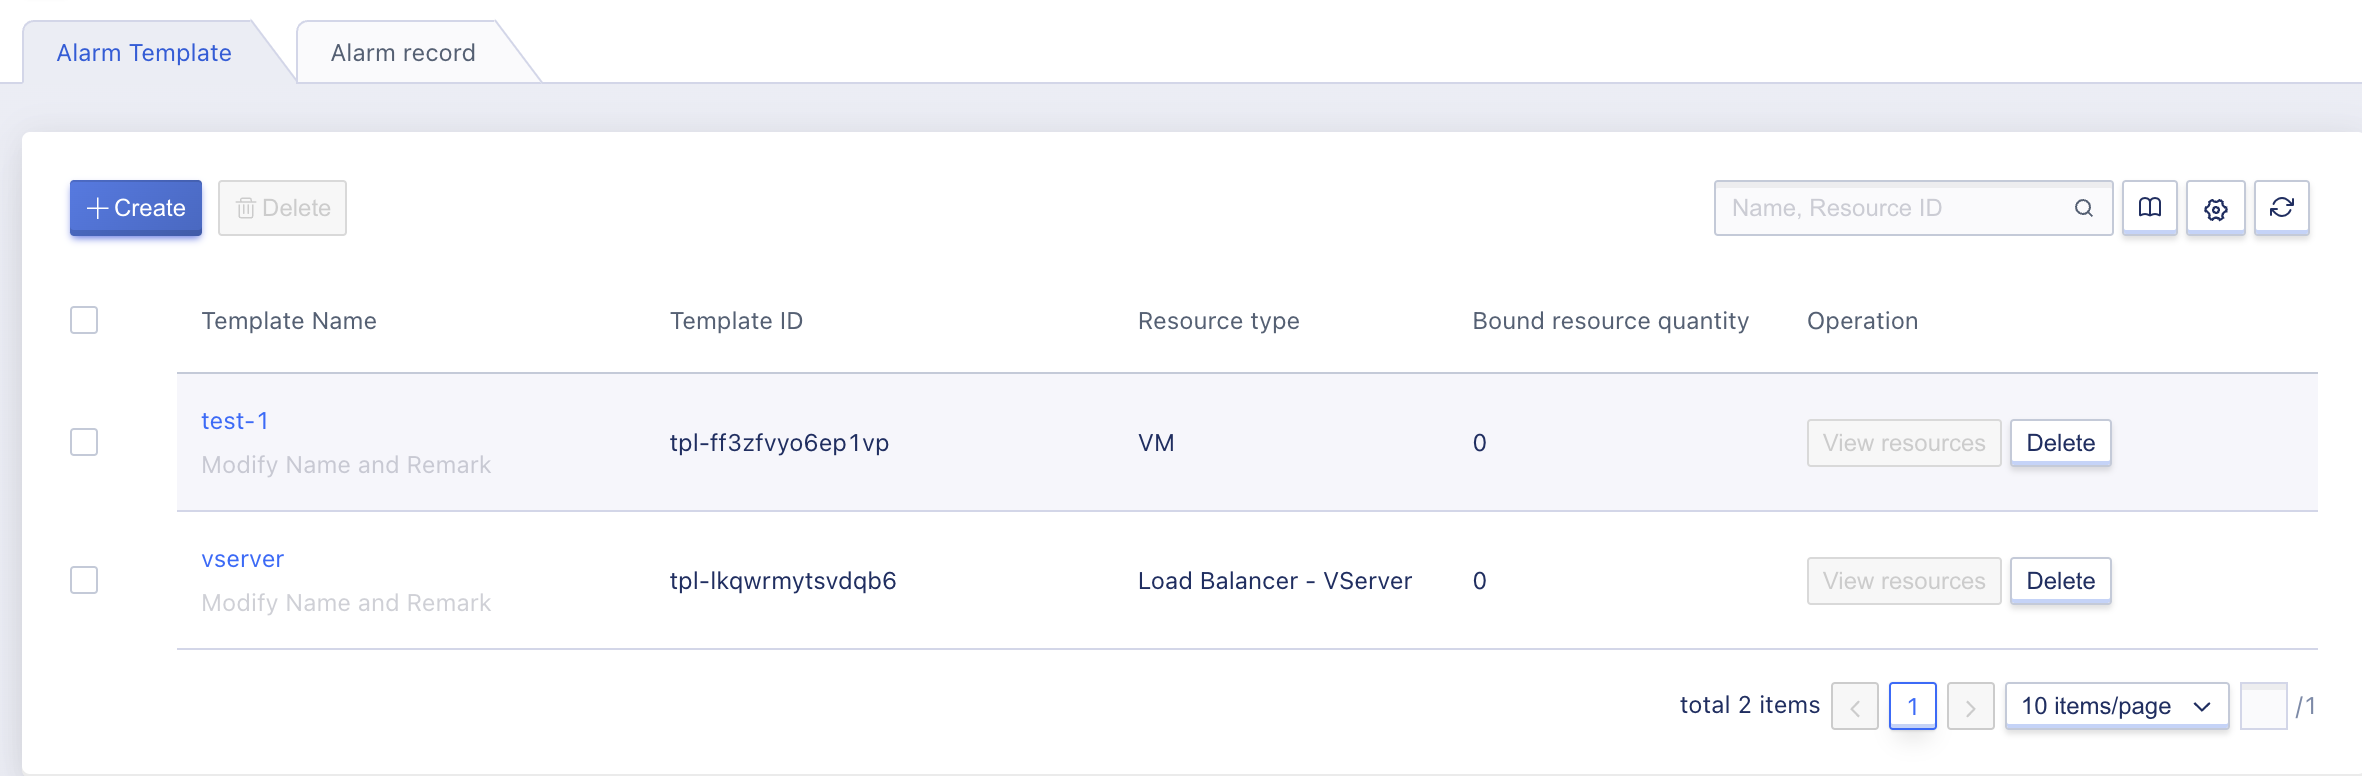 Alarm Template
Alarm record
Create
Delete
Name, Resource ID
Template Name
Template ID
Resource type
Bound resource quantity
Operation
test-1
Modify Name and Remark
tpl-ff3zfvyo6ep1vp
VM
0
View resources
Delete
vserver
Modify Name and Remark
tpl-lkqwrmytsvdqb6
Load Balancer - VServer
0
View resources
Delete
total 2 items
1
10 items/page
/1